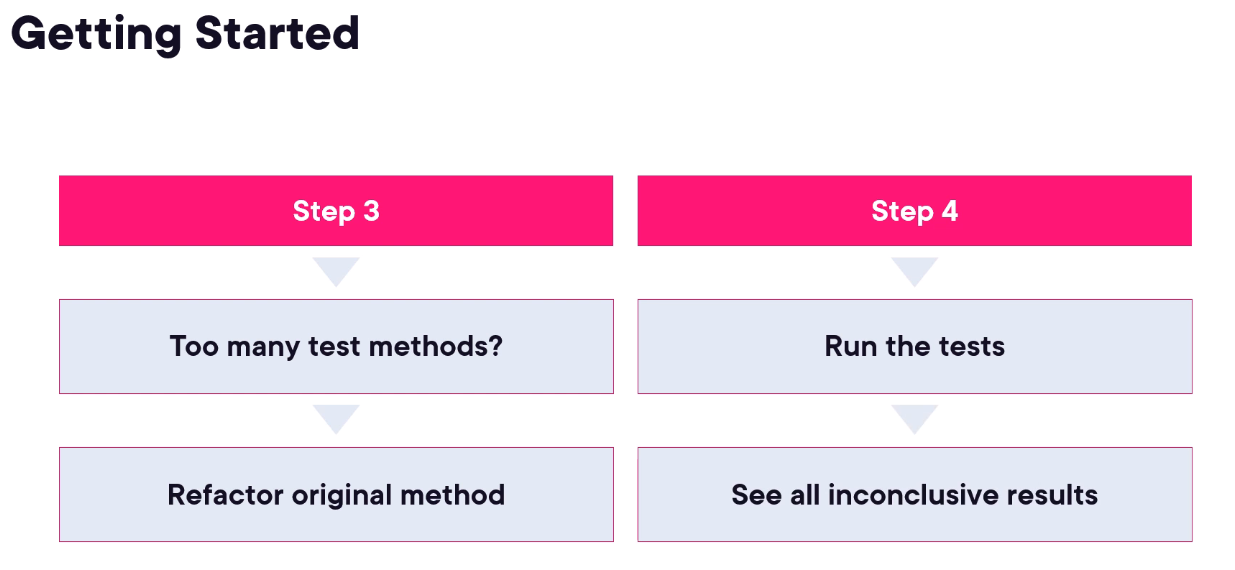 Getting Started
Step 3
Too many test methods?
Refactor original method
Step 4
Run the tests
See all inconclusive results